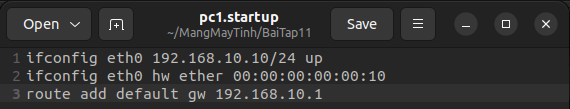 Open
pc1.startup
~/MangMayTinh/BaiTap11
Save
1 ifconfig eth0 192.168.10.10/24 up
2 ifconfig eth0 hw ether 00:00:00:00:00:10
3 route add default gw 192.168.10.1